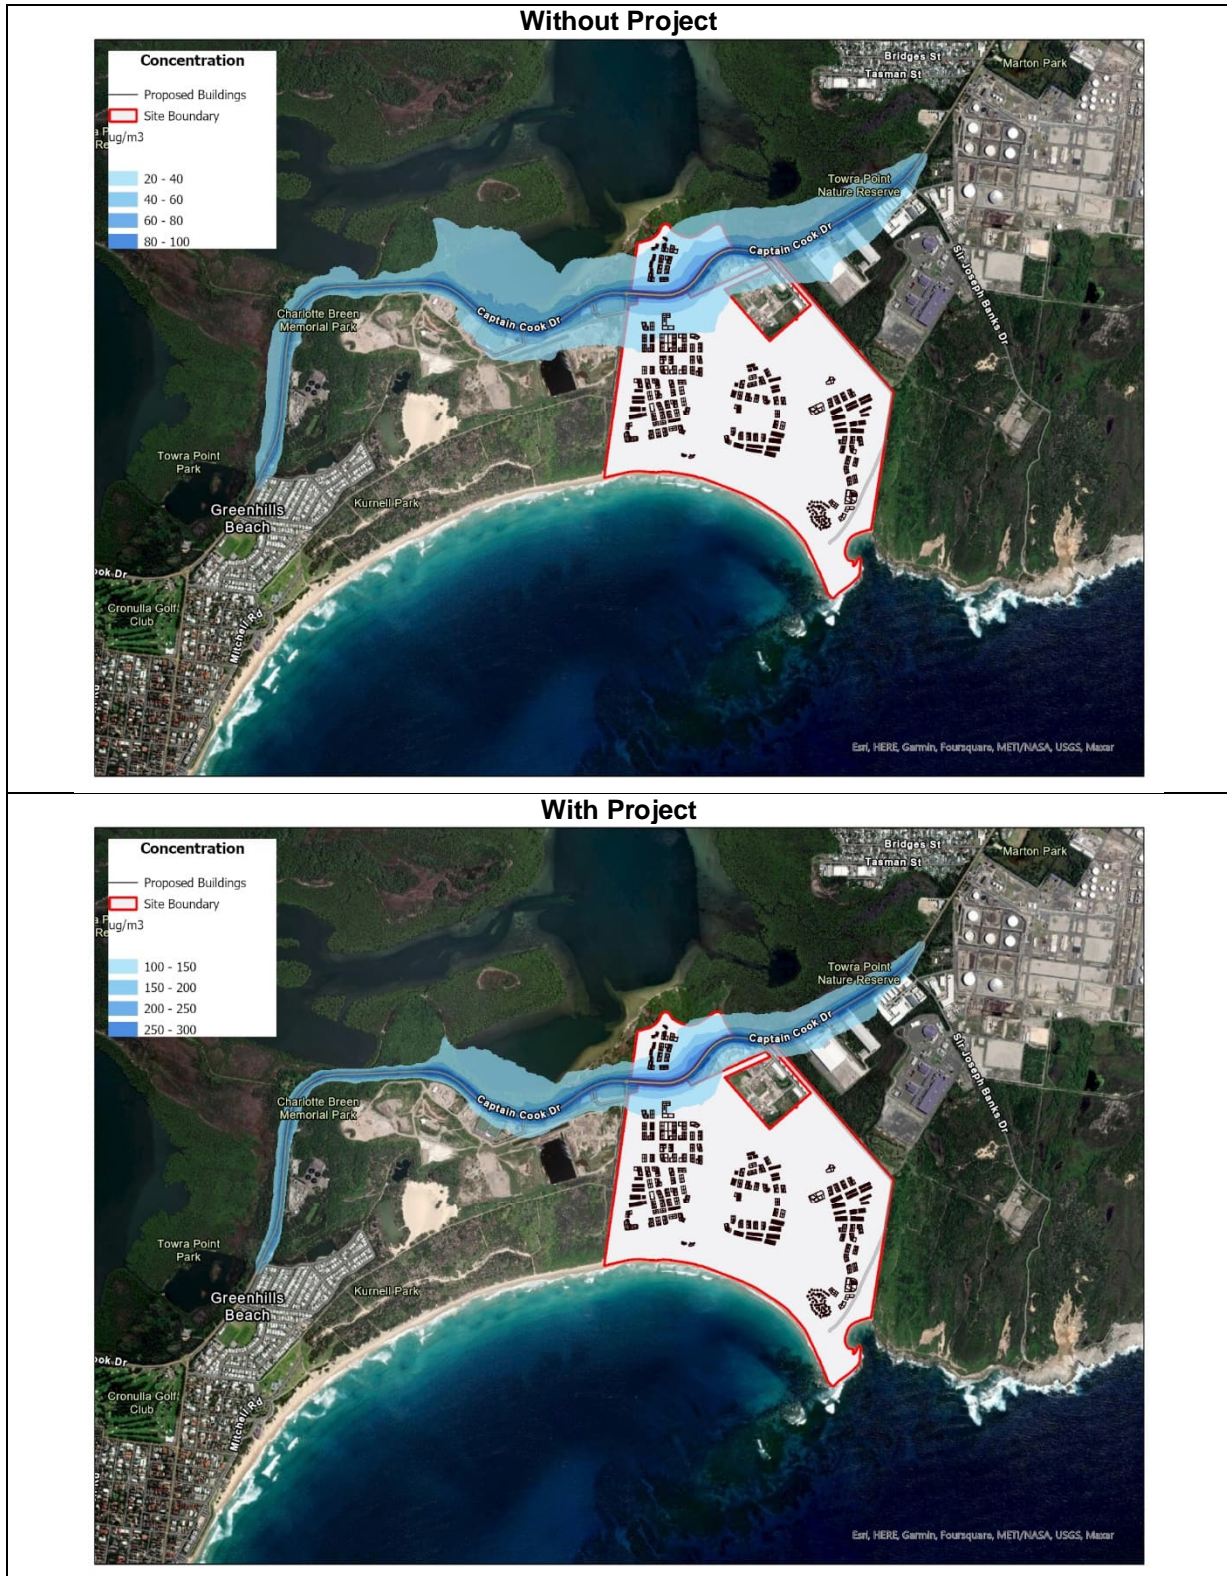 Without Project
Concentration
Proposed Buildings
Site Boundary
ug/m3
20 - 40
40 - 60
60 - 80
80 - 100
Bridges St
Tasman St
Marton Park
Towra Point
Nature Reserve
Captain Cook Dr
Sir Joseph Banks Dr
Charlotte Breen
Memorial Park
Captain Cook Dr
Towra Point
Park
Kurnell Park
Greenhills
Beach
ook Dr
Cronulla Golf
Club
Mitchell Rd
Esri, HERE, Garmin, Foursquare, METI/NASA, USGS, Maxar
With Project
Concentration
Proposed Buildings
Site Boundary
ug/m3
100 - 150
150 - 200
200 - 250
250 - 300
Bridges St
Tasman St
Marton Park
Towra Point
Nature Reserve
Captain Cook Dr
Sir Joseph Banks Dr
Charlotte Breen
Memorial Park
Captain Cook Dr
Towra Point
Park
Kurnell Park
Greenhills
Beach
ook Dr
Cronulla Golf
Club
Mitchell Rd
Esri, HERE, Garmin, Foursquare, METI/NASA, USGS, Maxar